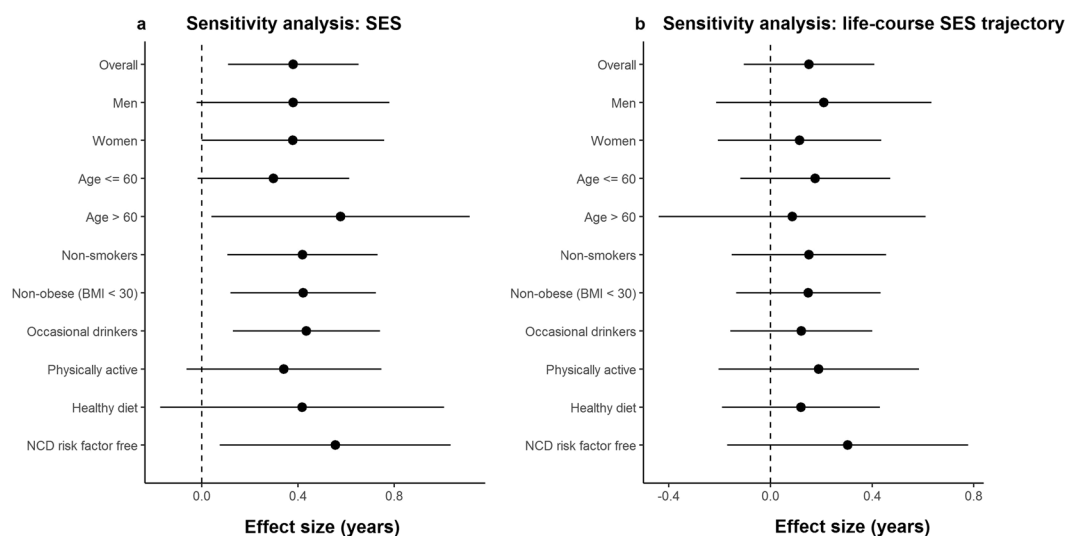 a Sensitivity analysis: SES
Overall
Men
Women
Age <= 60
Age > 60
Non-smokers
Non-obese (BMI < 30)
Occasional drinkers
Physically active
Healthy diet
NCD risk factor free
0.0 0.4 0.8
Effect size (years)
b Sensitivity analysis: life-course SES trajectory
Overall
Men
Women
Age <= 60
Age > 60
Non-smokers
Non-obese (BMI < 30)
Occasional drinkers
Physically active
Healthy diet
NCD risk factor free
-0.4 0.0 0.4 0.8
Effect size (years)